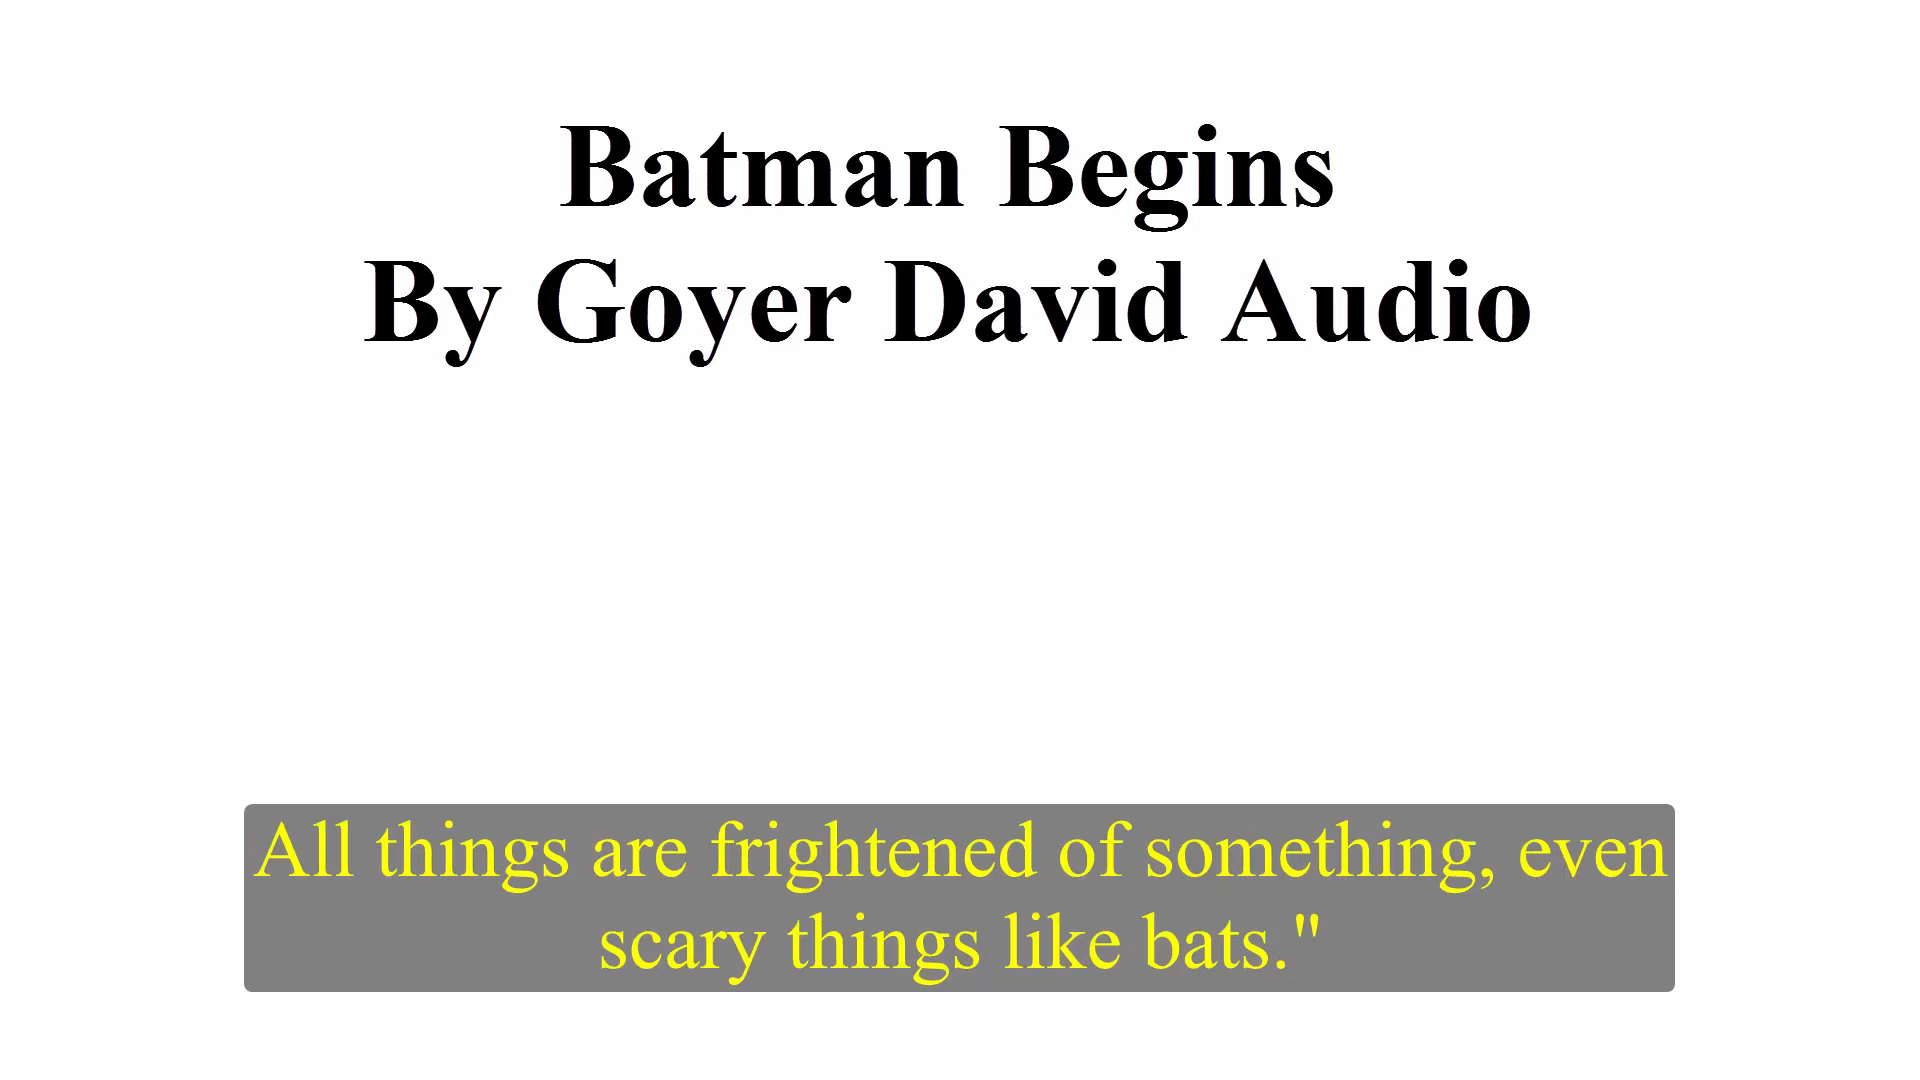 Batman Begins
By Goyer David Audio
All things are frightened of something, even
scary things like bats."